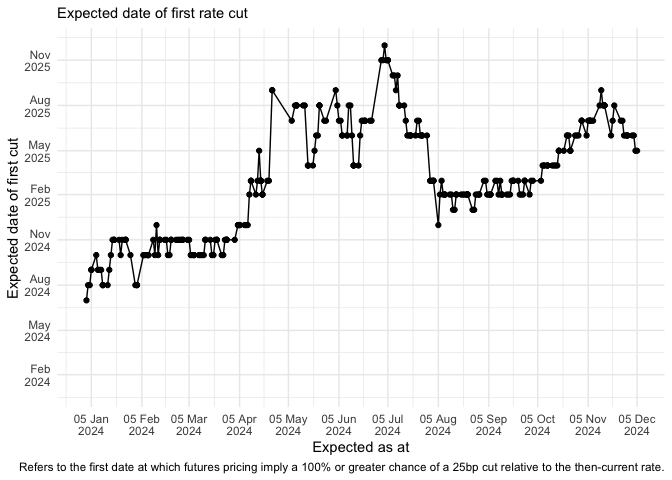 Expected date of first rate cut
Expected date of first cut
Nov
2025
Aug
2025
May
2025
Feb
2025
Nov
2024
Aug
2024
May
2024
Feb
2024
05 Jan 05 Feb 05 Mar 05 Apr 05 May 05 Jun 05 Jul 05 Aug 05 Sep 05 Oct 05 Nov 05 Dec
2024 2024 2024 2024 2024 2024 2024 2024 2024 2024 2024 2024
Expected as at
Refers to the first date at which futures pricing imply a 100% or greater chance of a 25bp cut relative to the then-current rate.